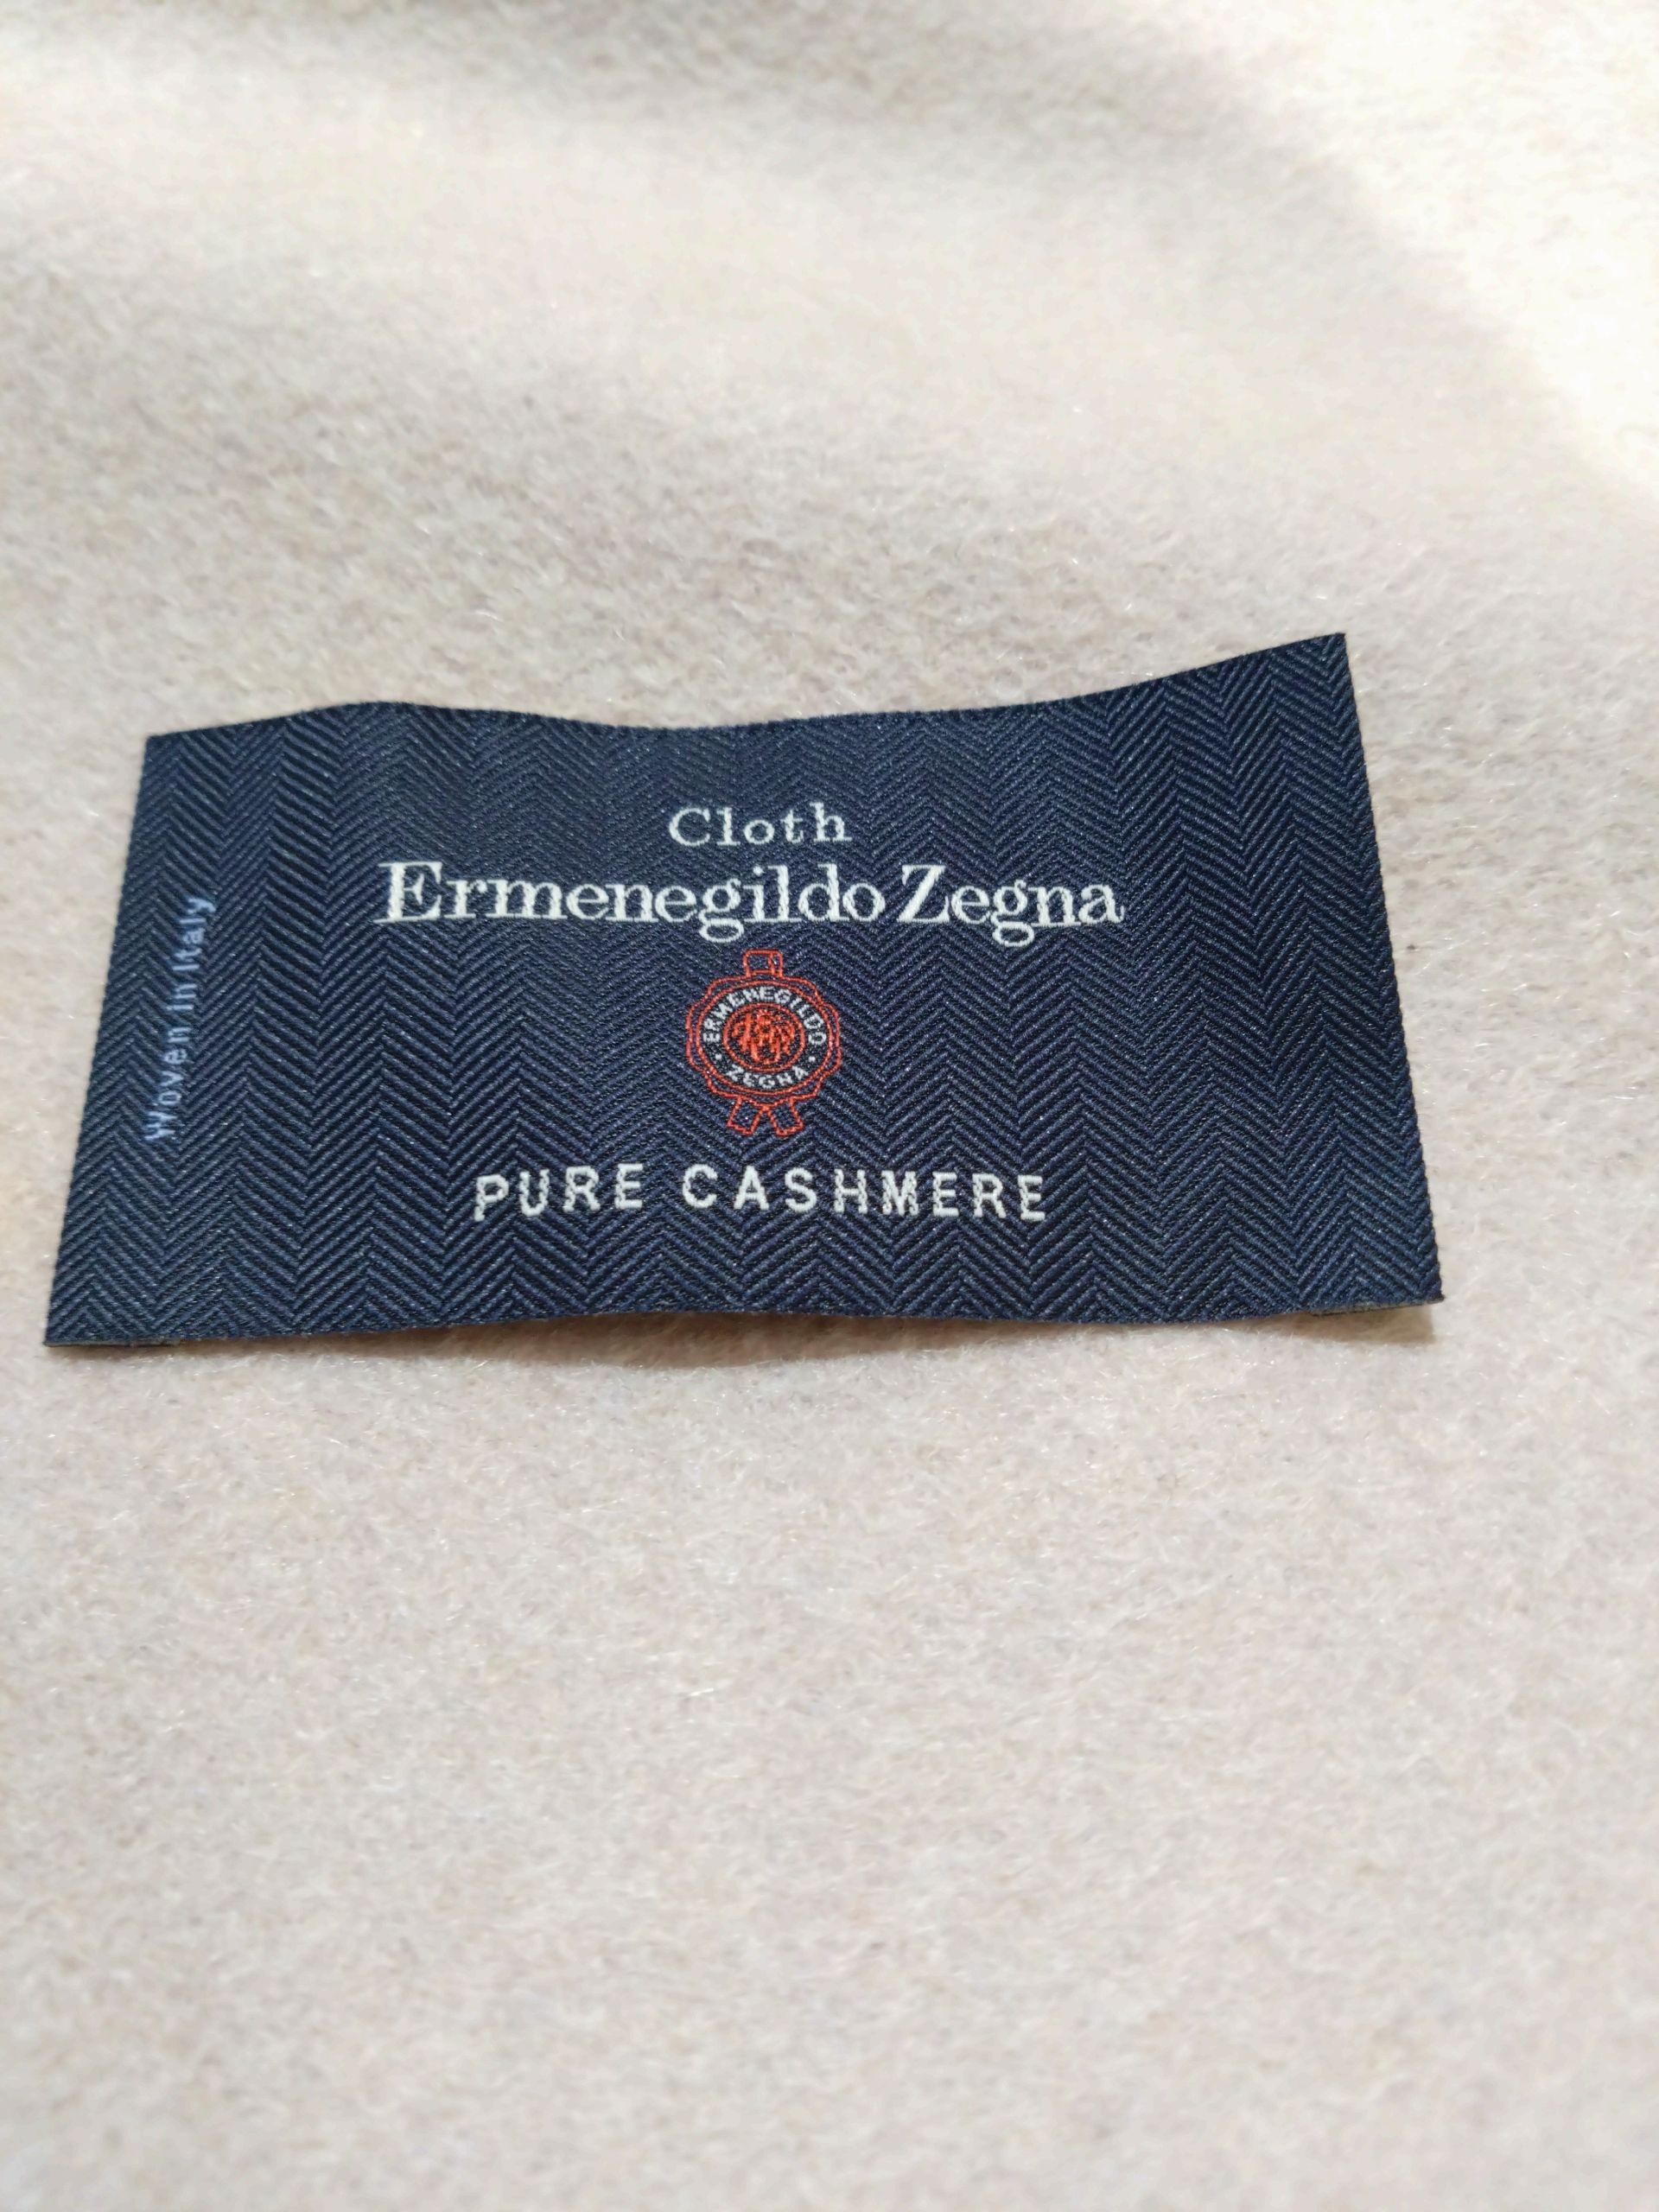 Cloth
Ermenegildo Zegna
ERMENEGILDO
· ZEGNA ·
PURE CASHMERE
Woven in Italy